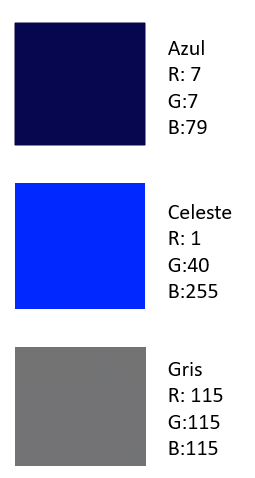 Azul
R: 7
G:7
B:79
Celeste
R: 1
G:40
B:255
Gris
R: 115
G:115
B:115